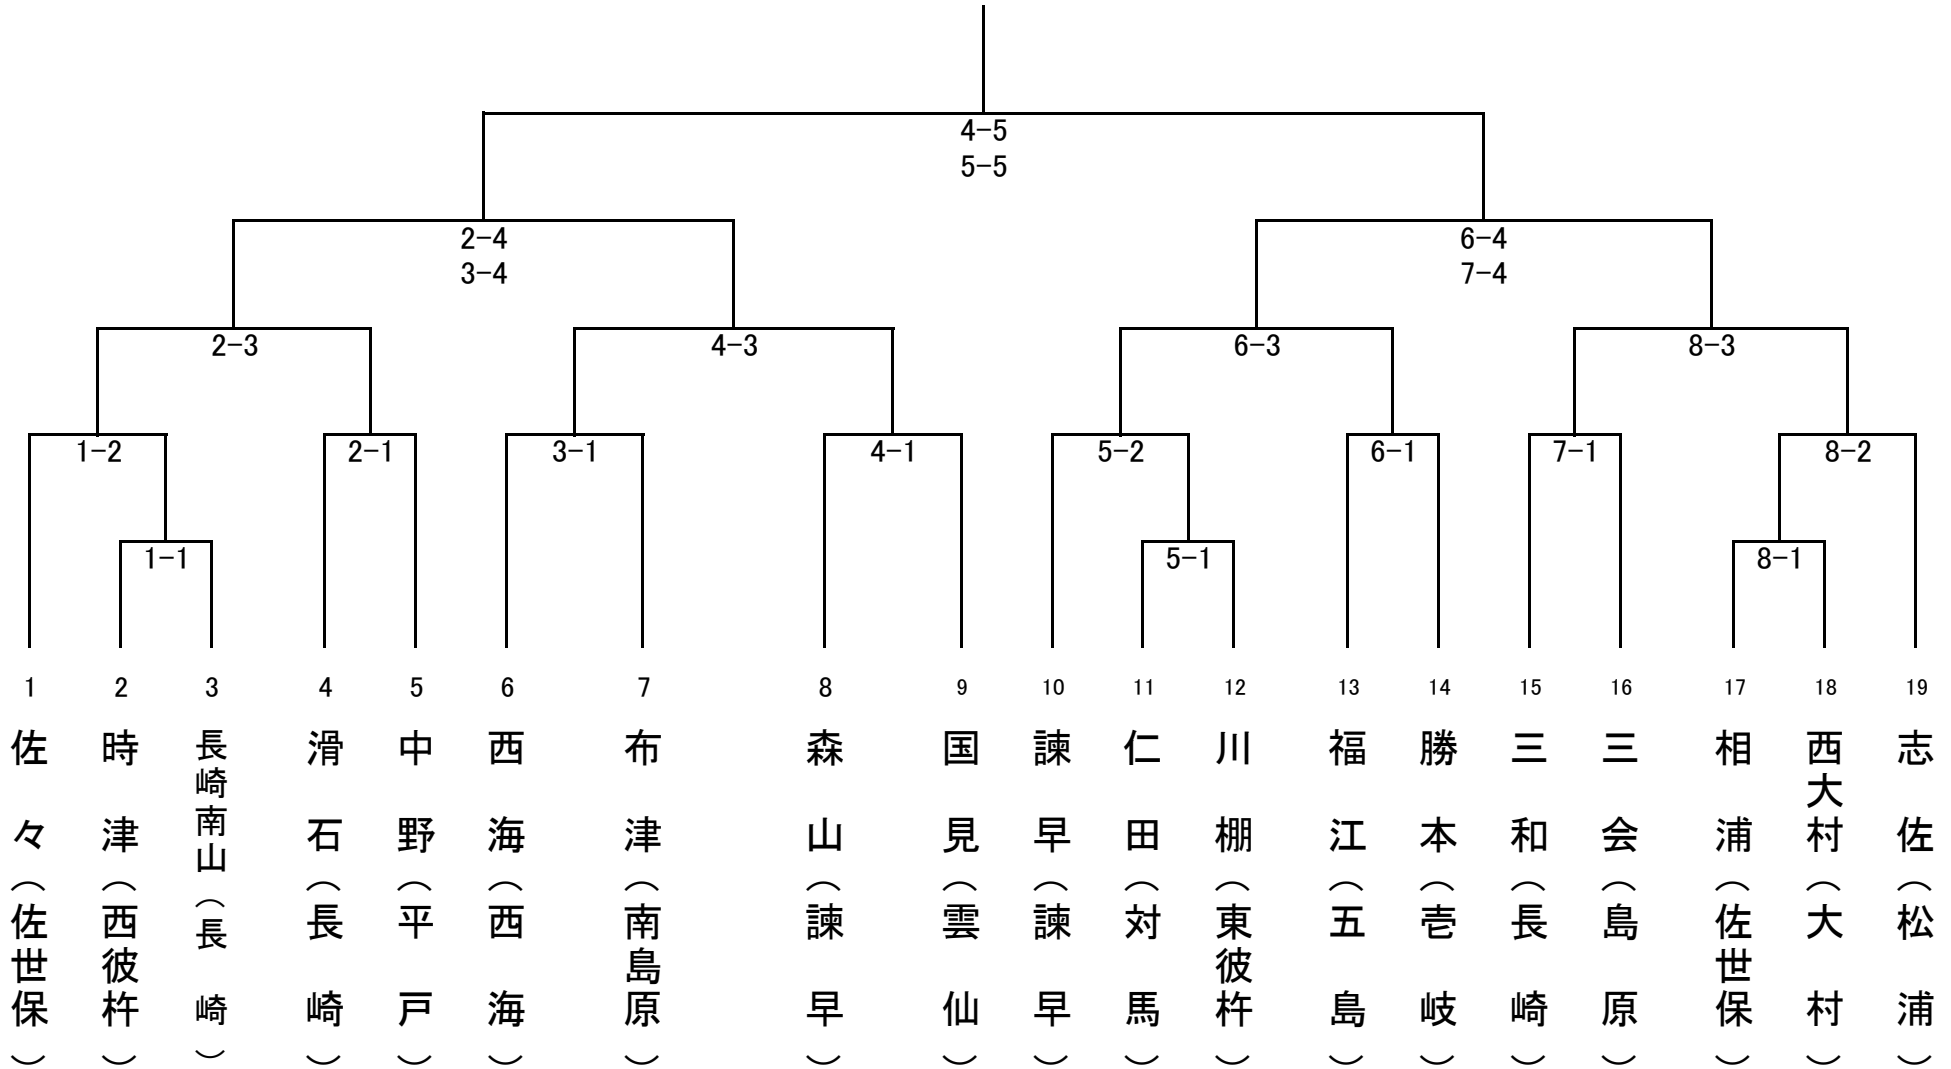 4-5
5-5
2-4
3-4
6-4
7-4
2-3
4-3
6-3
8-3
1-2
2-1
3-1
4-1
5-2
6-1
7-1
8-2
1-1
5-1
8-1
1
2
3
4
5
6
7
8
9
10
11
12
13
14
15
16
17
18
19
佐々（佐世保）
時津（西彼杵）
長崎南山（長崎）
滑石（長崎）
中野（平戸）
西海（西海）
布津（南島原）
森山（諫早）
国見（雲仙）
諫早（諫早）
仁田（対馬）
川棚（東彼杵）
福江（五島）
勝本（壱岐）
三和（長崎）
三会（島原）
相浦（佐世保）
西大村（大村）
志佐（松浦）